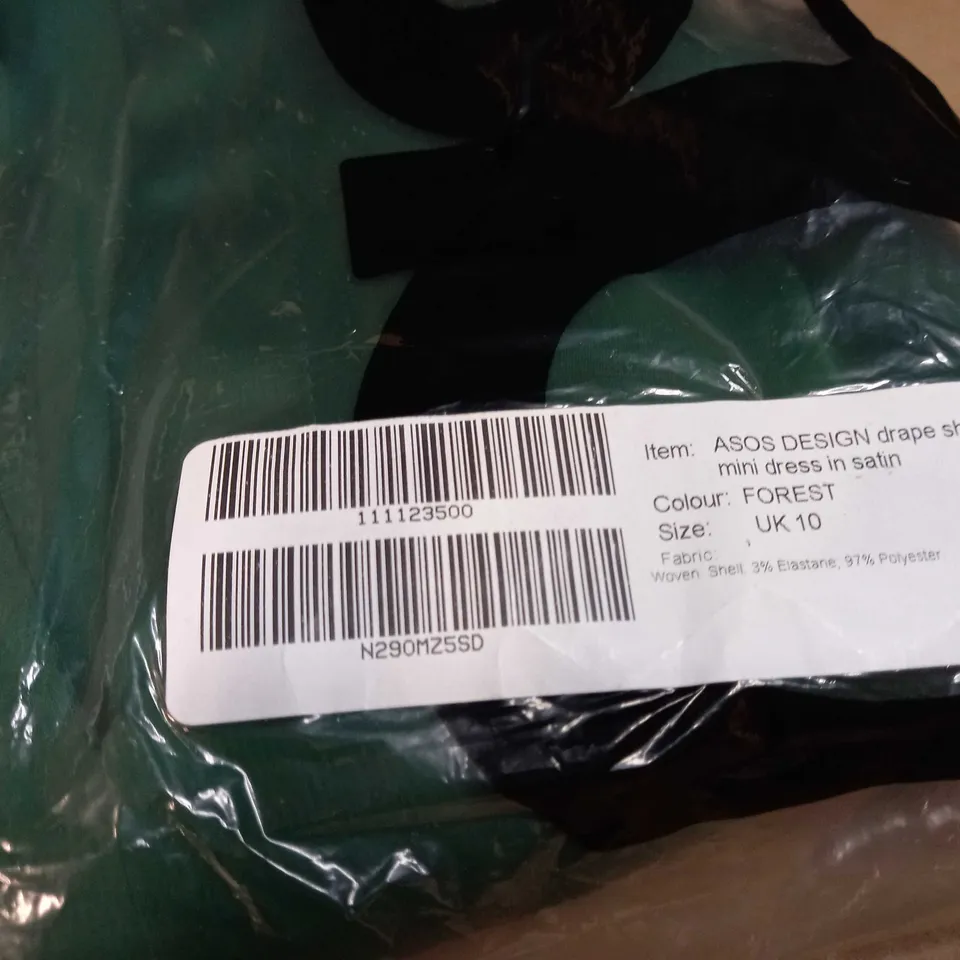 111123500
N290MZ5SD
Item: ASOS DESIGN drape
mini dress in satin
Colour: FOREST
Size: UK 10
Fabric:
Woven Shell: 3% Elastane, 97% Polyester